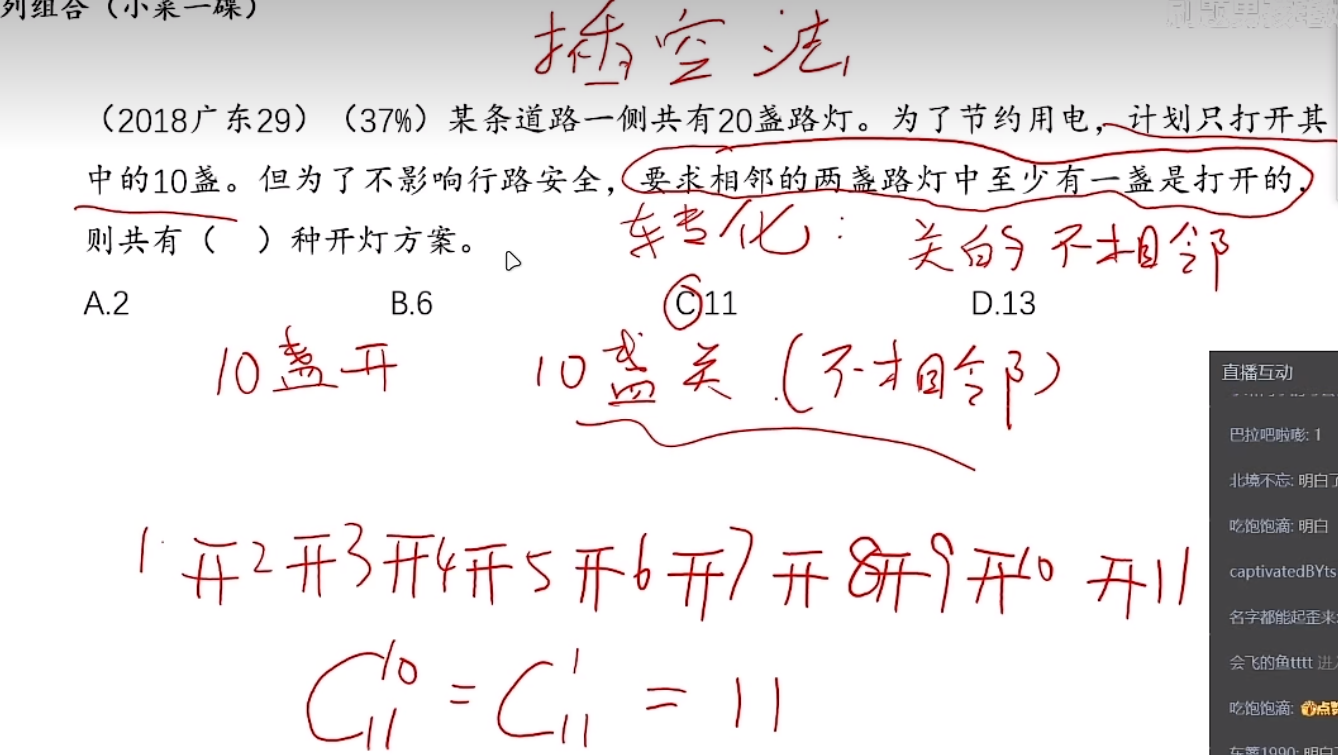 列组合（小菜一碟）
插空法
（2018广东29）（37%）某条道路一侧共有20盏路灯。为了节约用电，计划只打开其
中的10盏。但为了不影响行路安全，要求相邻的两盏路灯中至少有一盏是打开的，
则共有（ ）种开灯方案。
转化：关的 不相邻
A.2 B.6 C.11 D.13
10盏开 10盏关（不相邻）
1 开 2 开 3 开 4 开 5 开 6 开 7 开 8 开 9 开 10 开 11
C₁₁¹⁰ = C₁₁¹ = 11
直播互动
巴拉吧啦嘭: 1
北境不忘: 明白了
吃饱饱滴: 明白
captivatedBYts
名字都能起歪来:
会飞的鱼tttt 进入
吃饱饱滴: 点赞